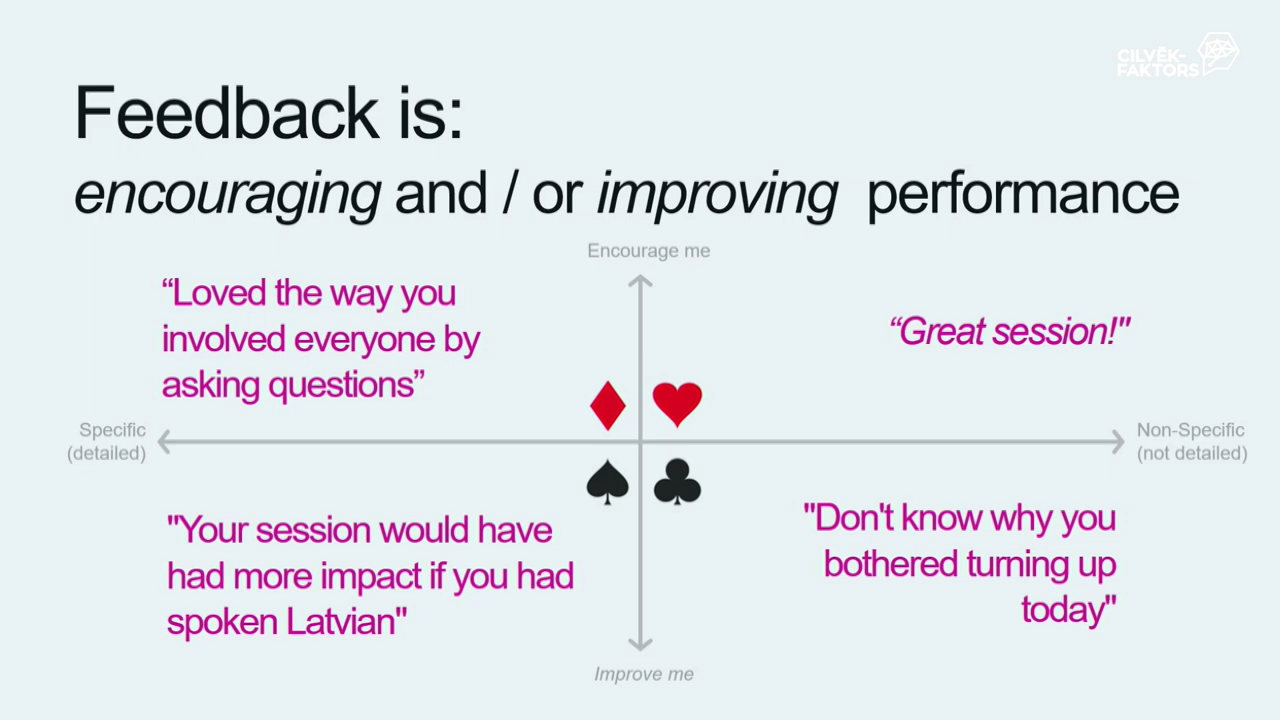 CILVĒK-
FAKTORS
Feedback is:
encouraging and / or improving performance
Encourage me
“Loved the way you
involved everyone by
asking questions”
“Great session!"
Specific
(detailed)
Non-Specific
(not detailed)
"Your session would have
had more impact if you had
spoken Latvian"
"Don't know why you
bothered turning up
today"
Improve me